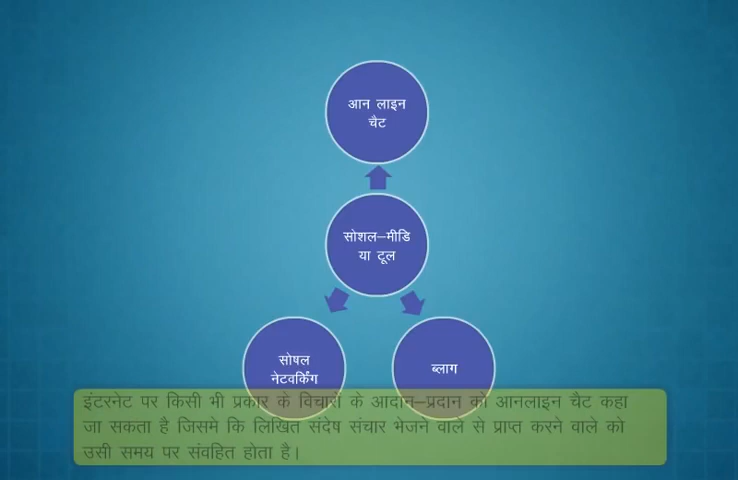 आन लाइन
चैट
सोशल–मीडि
या टूल
सोषल
नेटवर्किंग
ब्लाग
इंटरनेट पर किसी भी प्रकार के विचारों के आदान–प्रदान को आनलाइन चैट कहा
जा सकता है जिसमे कि लिखित संदेष संचार भेजने वाले से प्राप्त करने वाले को
उसी समय पर संवहित होता है।